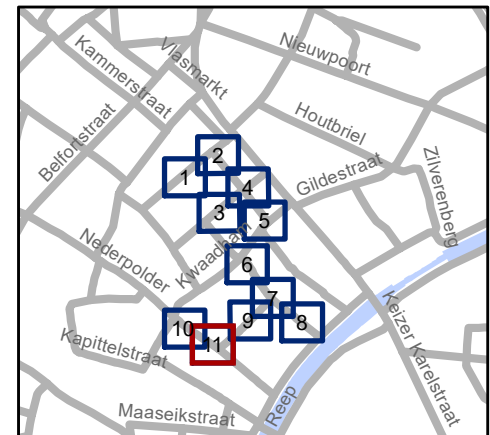 Nieuwpoort
Vlasmarkt
Kammerstraat
Houtbriel
Belfortstraat
Gildestraat
Zilverenberg
2
1
4
3
5
Kwaadham
Nederpolder
6
7
9
8
10
11
Kapittelstraat
Keizer Karelstraat
Maaseikstraat
Reep